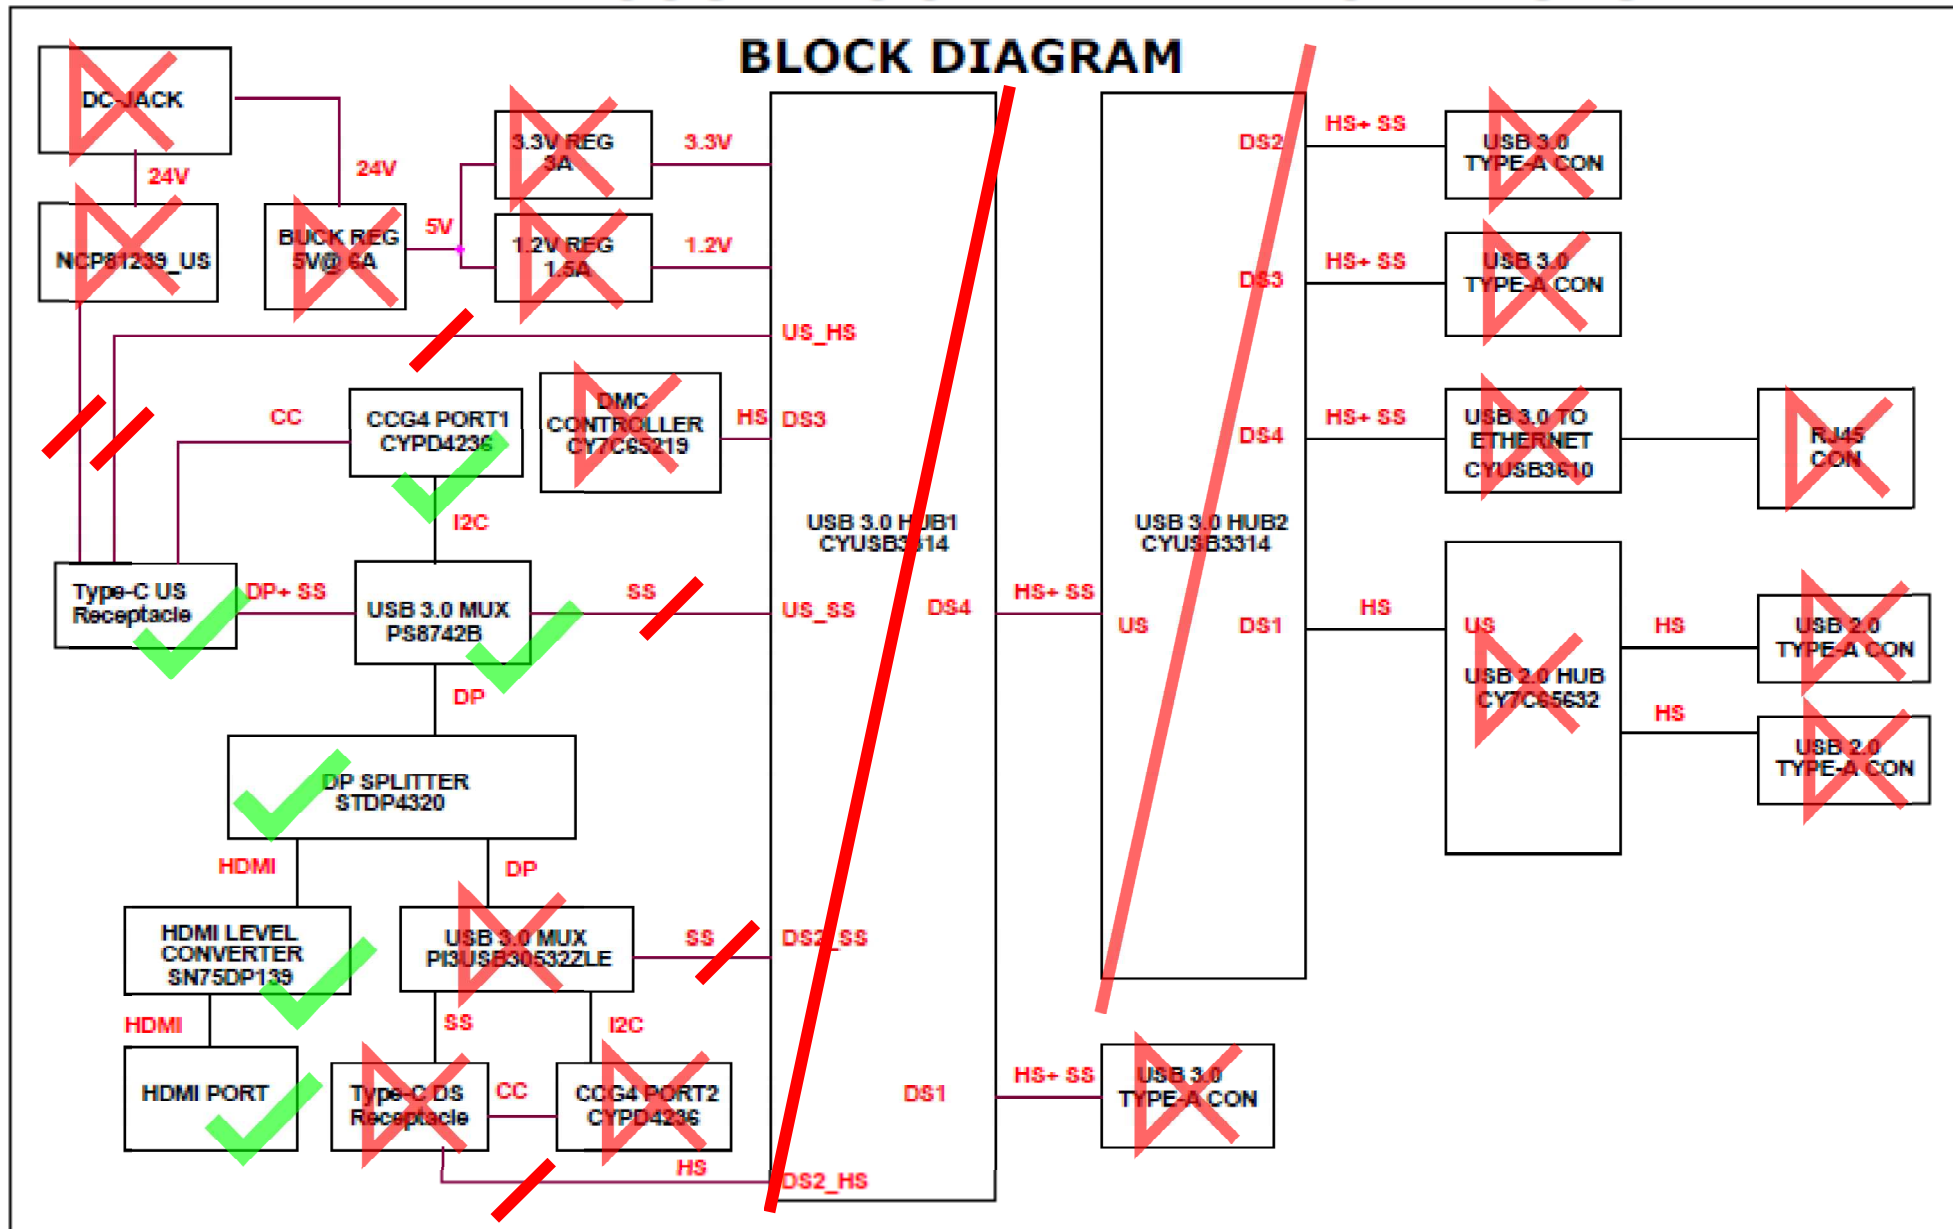 BLOCK DIAGRAM
DC-JACK
24V
24V
NCP81239_US
BUCK REG
5V@ 6A
5V
3.3V REG
3A
3.3V
1.2V REG
1.5A
1.2V
US_HS
CC
CCG4 PORT1
CYPD4236
DMC
CONTROLLER
CY7C65219
HS
DS3
I2C
Type-C US
Receptacle
DP+ SS
USB 3.0 MUX
PS8742B
SS
US_SS
DP
DP SPLITTER
STDP4320
HDMI
DP
HDMI LEVEL
CONVERTER
SN75DP139
USB 3.0 MUX
PI3USB30532ZLE
SS
DS2_SS
HDMI
SS
I2C
HDMI PORT
Type-C DS
Receptacle
CC
CCG4 PORT2
CYPD4236
HS
DS2_HS
USB 3.0 HUB1
CYUSB3314
DS4
HS+ SS
DS1
HS+ SS
USB 3.0
TYPE-A CON
USB 3.0 HUB2
CYUSB3314
US
DS2
HS+ SS
USB 3.0
TYPE-A CON
DS3
HS+ SS
USB 3.0
TYPE-A CON
DS4
HS+ SS
USB 3.0 TO
ETHERNET
CYUSB3610
RJ45
CON
DS1
HS
US
USB 2.0 HUB
CY7C65632
HS
USB 2.0
TYPE-A CON
HS
USB 2.0
TYPE-A CON